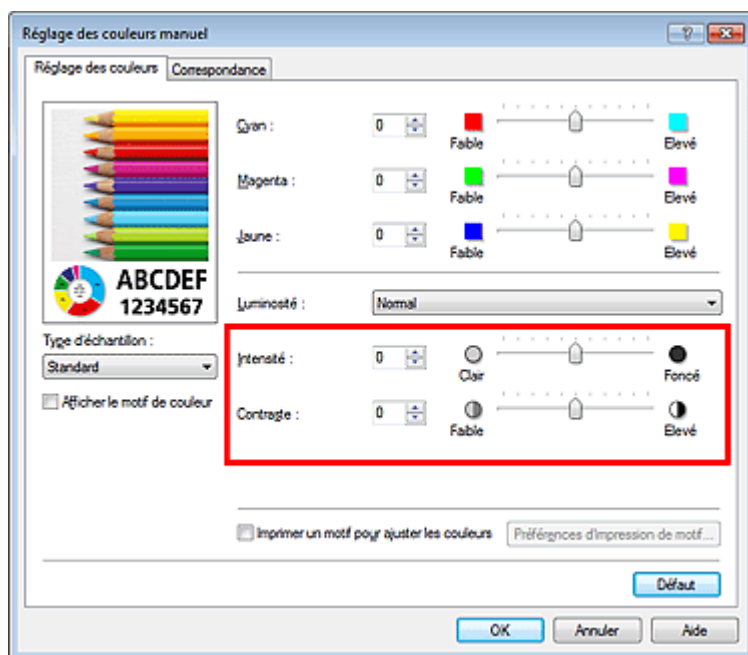 Réglage des couleurs manuel
Réglage des couleurs
Correspondance
Cyan :
0
Faible
Elevé
Magenta :
0
Faible
Elevé
Jaune :
0
Faible
Elevé
ABCDEF
1234567
Luminosité :
Normal
Type d'échantillon :
Standard
Afficher le motif de couleur
Intensité :
0
Clair
Foncé
Contraste :
0
Faible
Elevé
Imprimer un motif pour ajuster les couleurs
Préférences d'impression de motif...
Défaut
OK
Annuler
Aide